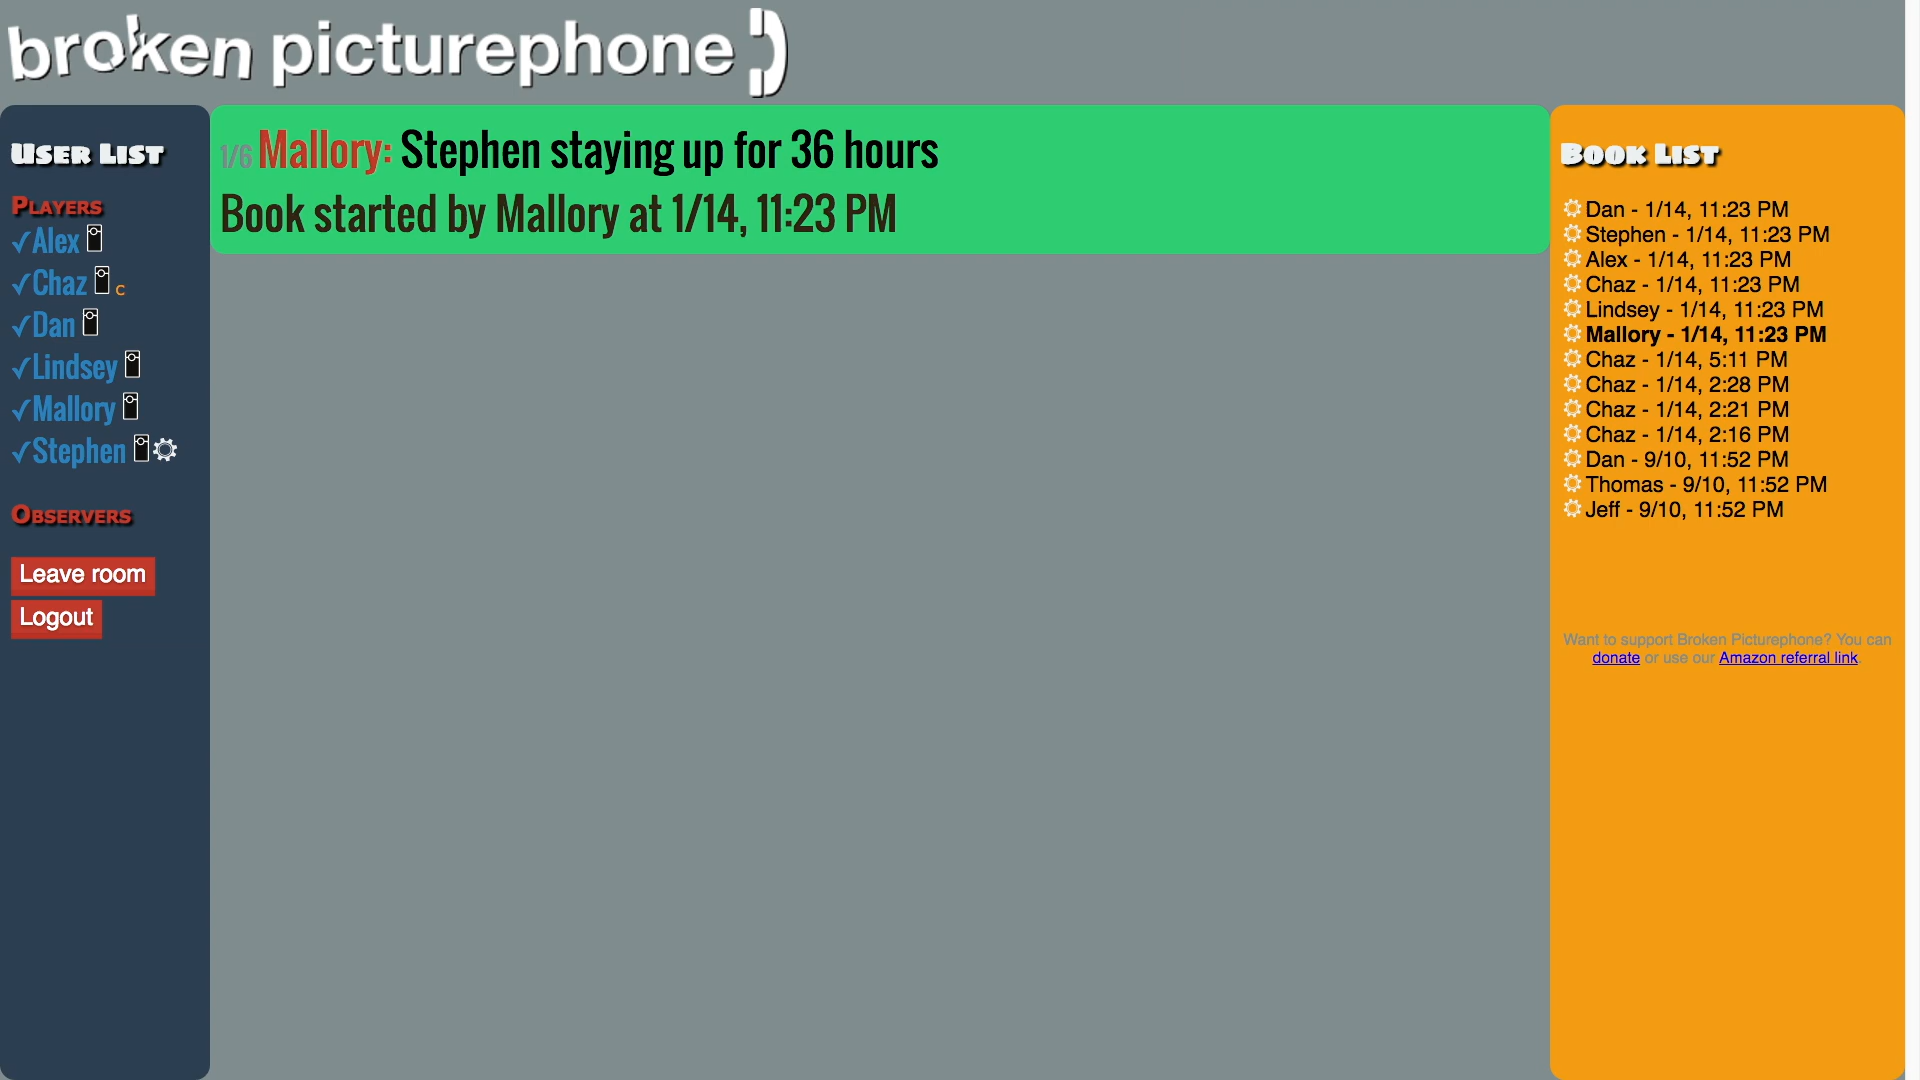 broken picturephone
User List
Players
✓Alex
✓Chaz c
✓Dan
✓Lindsey
✓Mallory
✓Stephen
Observers
Leave room
Logout
1/6 Mallory: Stephen staying up for 36 hours
Book started by Mallory at 1/14, 11:23 PM
Book List
Dan - 1/14, 11:23 PM
Stephen - 1/14, 11:23 PM
Alex - 1/14, 11:23 PM
Chaz - 1/14, 11:23 PM
Lindsey - 1/14, 11:23 PM
Mallory - 1/14, 11:23 PM
Chaz - 1/14, 5:11 PM
Chaz - 1/14, 2:28 PM
Chaz - 1/14, 2:21 PM
Chaz - 1/14, 2:16 PM
Dan - 9/10, 11:52 PM
Thomas - 9/10, 11:52 PM
Jeff - 9/10, 11:52 PM
Want to support Broken Picturephone? You can
donate or use our Amazon referral link.